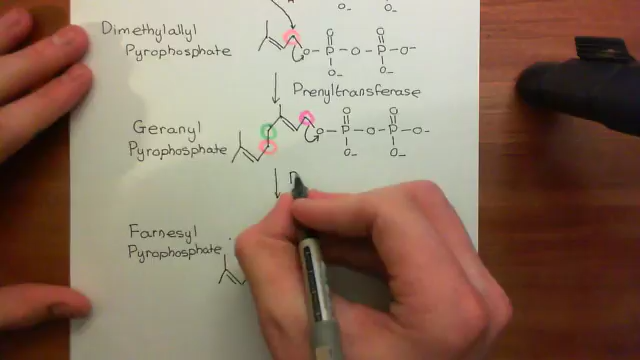 Dimethylallyl
Pyrophosphate
O-P-O-P-O-
O-
O-
Prenyltransferase
Geranyl
Pyrophosphate
O-P-O-P-O-
O-
O-
Farnesyl
Pyrophosphate